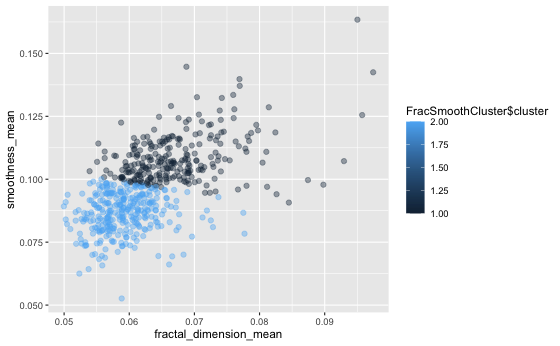 0.150
0.125
0.100
0.075
0.050
smoothness_mean
0.05 0.06 0.07 0.08 0.09
fractal_dimension_mean
FracSmoothCluster$cluster
2.00
1.75
1.50
1.25
1.00